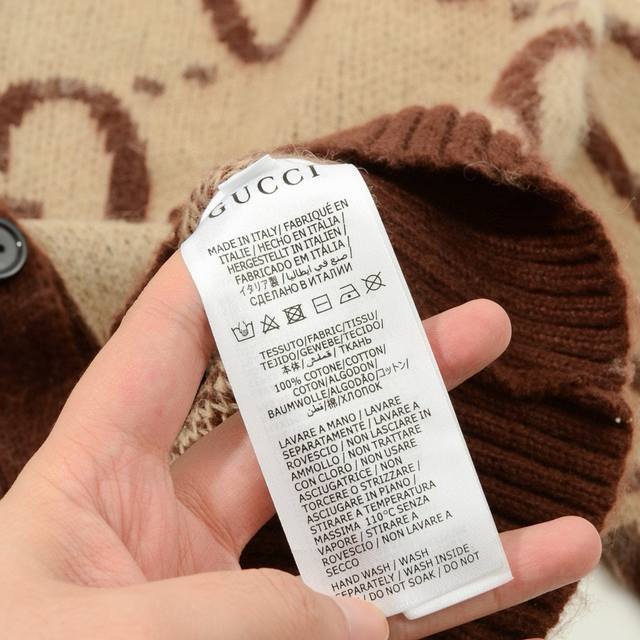 GUCCI
MADE IN ITALY/ FABRIQUÉ EN
ITALIE / HECHO EN ITALIA /
HERGESTELLT IN ITALIEN /
FABRICADO EM ITÁLIA /
صنع في ايطاليا /
イタリア製 /
СДЕЛАНО В ИТАЛИИ
TESSUTO/FABRIC/TISSU/
TEJIDO/GEWEBE/TECIDO/
本体 / قماش / ТКАНЬ
100% COTONE/COTTON/
COTON/ALGODON/
BAUMWOLLE/ALGODÃO/コットン/
قطن/棉/ХЛОПОК
LAVARE A MANO / LAVARE
SEPARATAMENTE / LAVARE A
ROVESCIO / NON LASCIARE IN
AMMOLLO / NON TRATTARE
CON CLORO / NON USARE
ASCIUGATRICE / NON
TORCERE O STRIZZARE /
ASCIUGARE IN PIANO /
STIRARE A TEMPERATURA
MASSIMA 110°C SENZA
VAPORE / STIRARE A
ROVESCIO / NON LAVARE A
SECCO
HAND WASH / WASH
SEPARATELY / WASH INSIDE
/ DO NOT SOAK / DO NOT